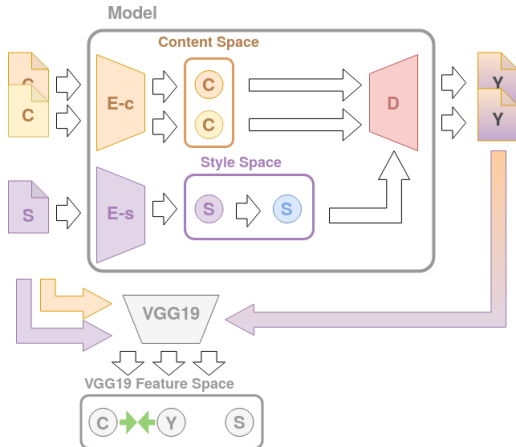 Model
Content Space
C
C
E-c
C
C
D
Y
Y
Style Space
S
E-s
S
S
VGG19
VGG19 Feature Space
C
Y
S